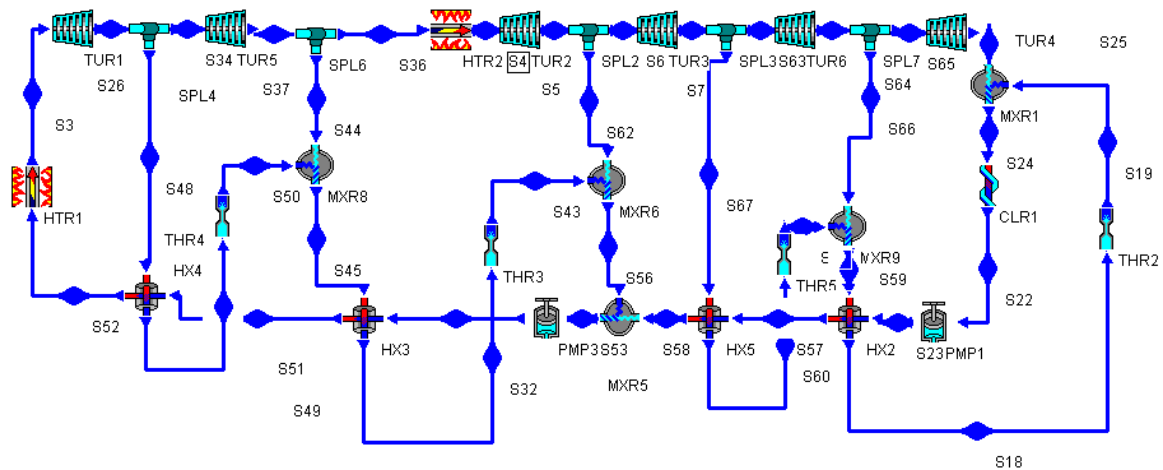 S25
TUR4
TUR1
S34 TUR5
SPL6
S36
HTR2
S4
TUR2
SPL2
S6 TUR3
SPL3
S63
TUR6
SPL7
S65
S26
S37
S5
S7
S64
SPL4
MXR1
S3
S44
S62
S66
S24
S19
S48
S50
MXR8
S43
MXR6
S67
HTR1
CLR1
THR4
S
MXR9
THR2
HX4
S45
THR3
S56
THR5
S59
S22
S52
HX3
PMP3
S53
S58
HX5
S57
HX2
S23
PMP1
S51
S32
MXR5
S60
S49
S18